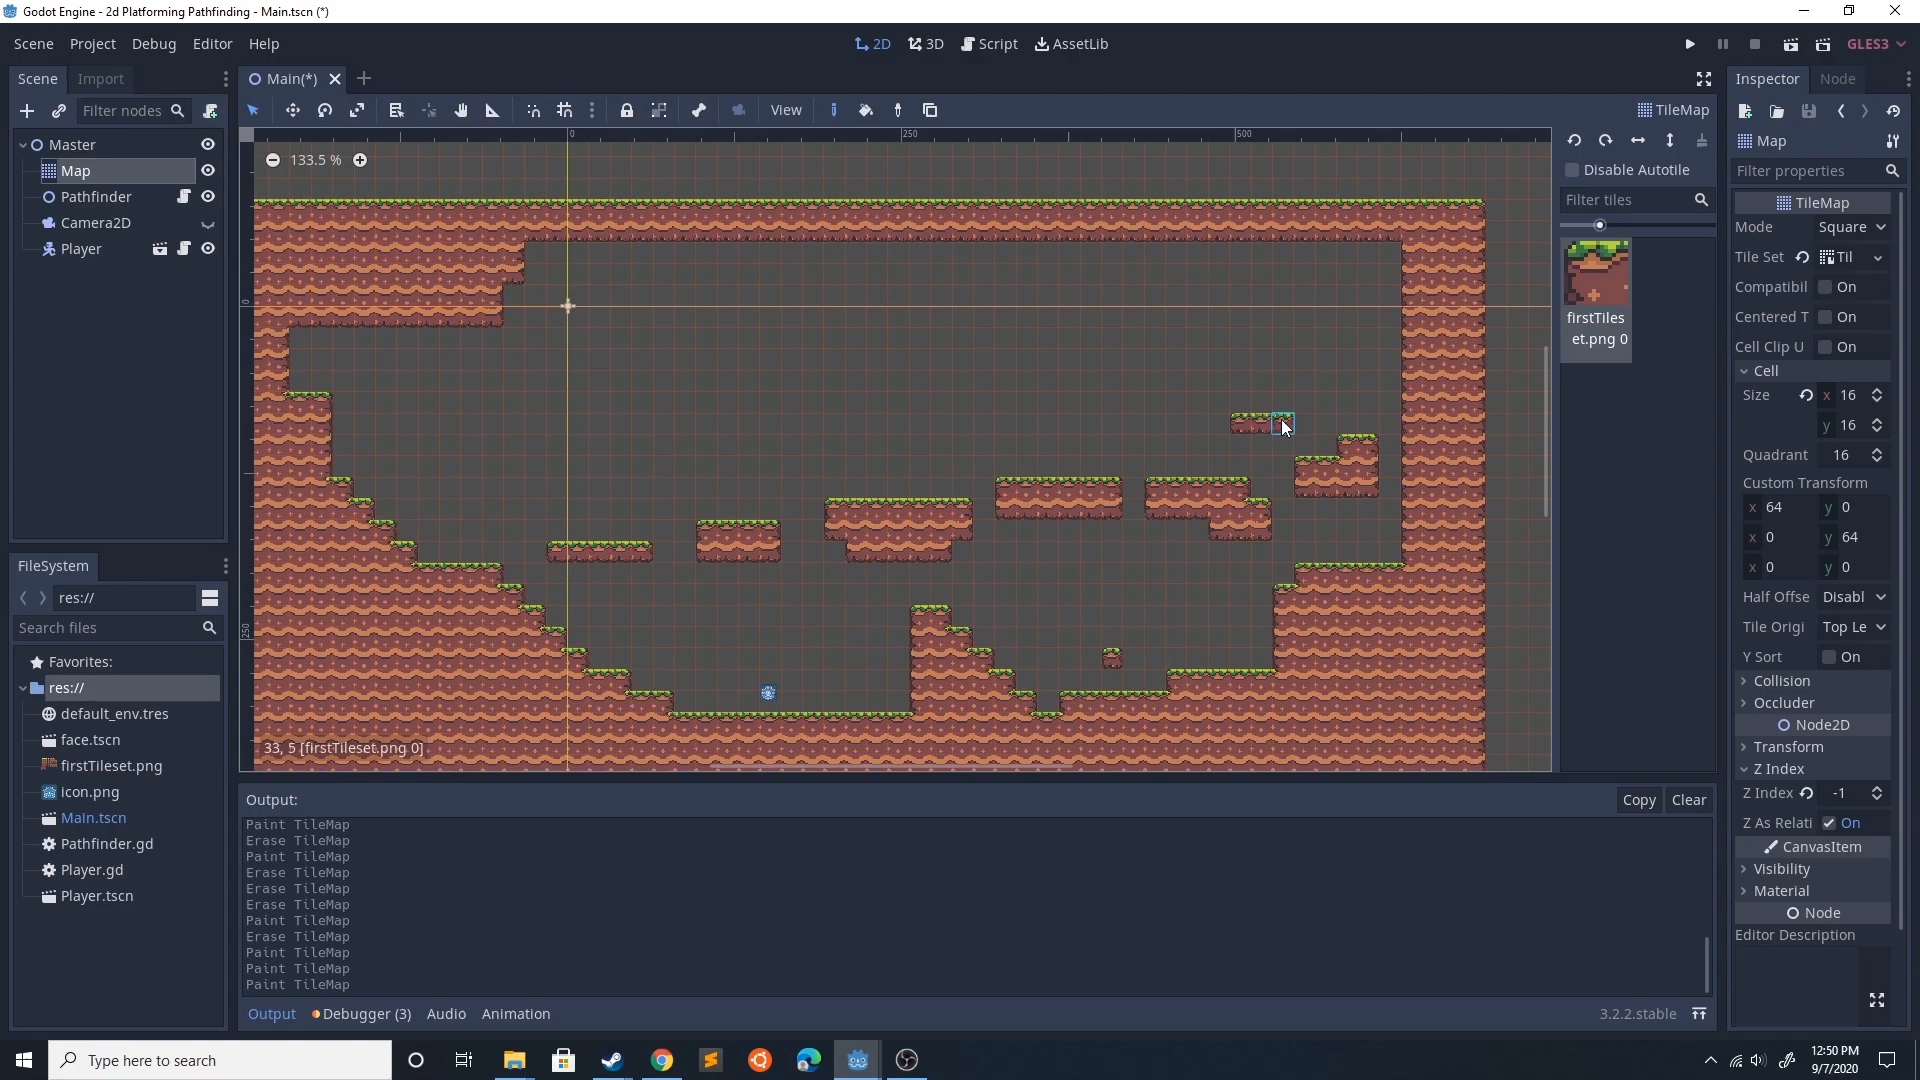 Godot Engine - 2d Platforming Pathfinding - Main.tscn (*)
Scene Project Debug Editor Help
2D 3D Script AssetLib
GLES3
Scene Import
Main(*)
Inspector Node
Filter nodes
View
TileMap
133.5 %
0 250 500
0
250
Master
Map
Pathfinder
Camera2D
Player
Disable Autotile
Filter tiles
firstTiles
et.png 0
33, 5 [firstTileset.png 0]
FileSystem
res://
Search files
Favorites:
res://
default_env.tres
face.tscn
firstTileset.png
icon.png
Main.tscn
Pathfinder.gd
Player.gd
Player.tscn
Output:
Copy Clear
Paint TileMap
Erase TileMap
Paint TileMap
Erase TileMap
Erase TileMap
Erase TileMap
Paint TileMap
Erase TileMap
Paint TileMap
Paint TileMap
Paint TileMap
Output Debugger (3) Audio Animation
3.2.2.stable
Map
Filter properties
TileMap
Mode Square
Tile Set Til
Compatibil On
Centered T On
Cell Clip U On
Cell
Size x 16
y 16
Quadrant 16
Custom Transform
x 64 y 0
x 0 y 64
x 0 y 0
Half Offse Disabl
Tile Origi Top Le
Y Sort On
Collision
Occluder
Node2D
Transform
Z Index
Z Index -1
Z As Relati On
CanvasItem
Visibility
Material
Node
Editor Description
Type here to search
12:50 PM
9/7/2020